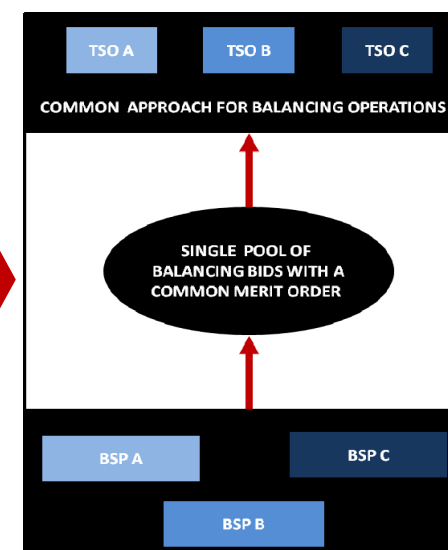 TSO A TSO B TSO C
COMMON APPROACH FOR BALANCING OPERATIONS
SINGLE POOL OF
BALANCING BIDS WITH A
COMMON MERIT ORDER
BSP A BSP C
BSP B